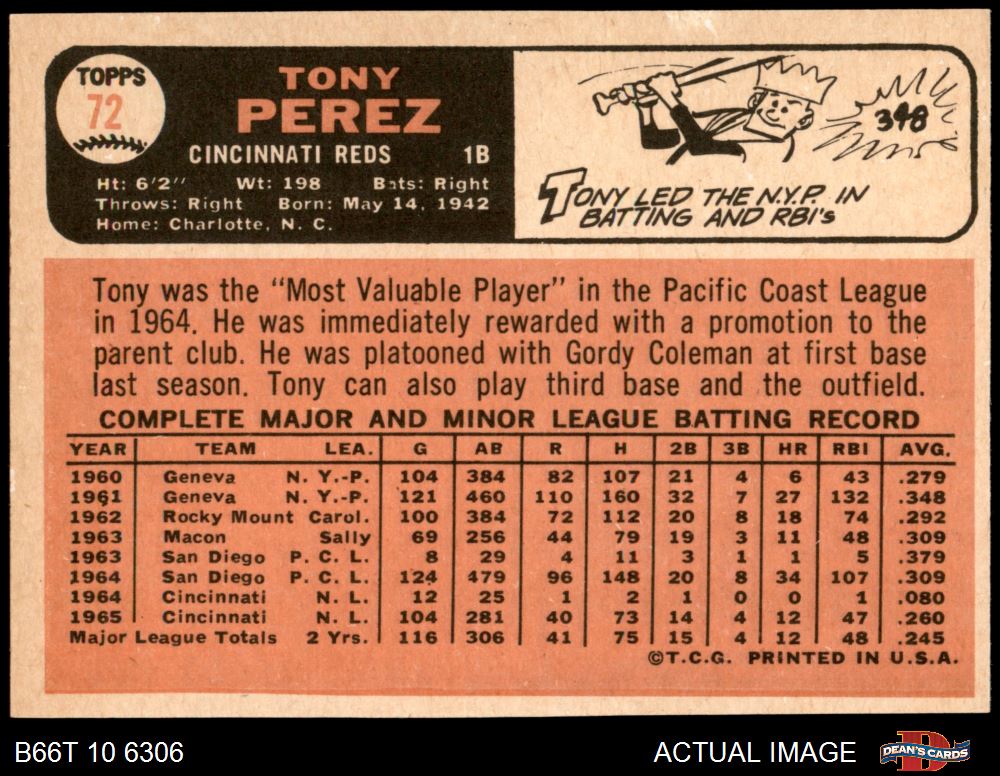 TOPPS
72
TONY
PEREZ
CINCINNATI REDS 1B
Ht: 6'2" Wt: 198 Bats: Right
Throws: Right Born: May 14, 1942
Home: Charlotte, N. C.
348
TONY LED THE N.Y.P. IN
BATTING AND RBI's
Tony was the "Most Valuable Player" in the Pacific Coast League
in 1964. He was immediately rewarded with a promotion to the
parent club. He was platooned with Gordy Coleman at first base
last season. Tony can also play third base and the outfield.
COMPLETE MAJOR AND MINOR LEAGUE BATTING RECORD
YEAR TEAM LEA. G AB R H 2B 3B HR RBI AVG.
1960 Geneva N. Y.-P. 104 384 82 107 21 4 6 43 .279
1961 Geneva N. Y.-P. 121 460 110 160 32 7 27 132 .348
1962 Rocky Mount Carol. 100 384 72 112 20 8 18 74 .292
1963 Macon Sally 69 256 44 79 19 3 11 48 .309
1963 San Diego P. C. L. 8 29 4 11 3 1 1 5 .379
1964 San Diego P. C. L. 124 479 96 148 20 8 34 107 .309
1964 Cincinnati N. L. 12 25 1 2 1 0 0 1 .080
1965 Cincinnati N. L. 104 281 40 73 14 4 12 47 .260
Major League Totals 2 Yrs. 116 306 41 75 15 4 12 48 .245
©T.C.G. PRINTED IN U.S.A.
B66T 10 6306 ACTUAL IMAGE DEAN'S CARDS